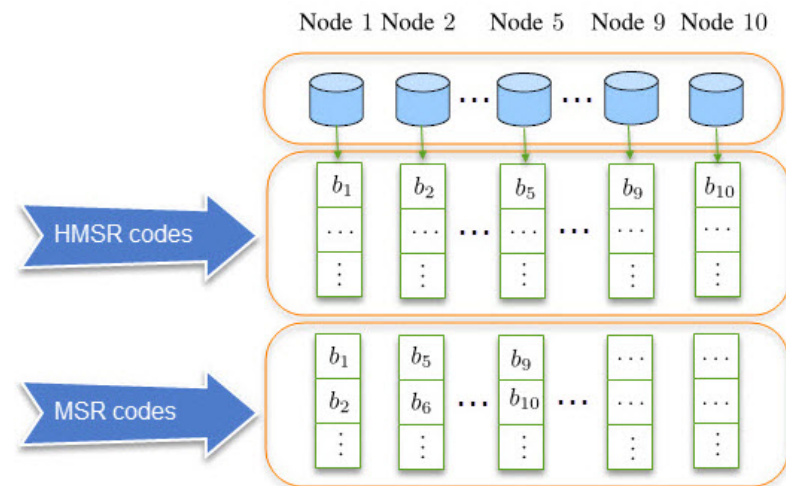 Node 1 Node 2 Node 5 Node 9 Node 10
... ...
HMSR codes
b1 b2 b5 b9 b10
... ... ... ... ... ... ...
⋮ ⋮ ⋮ ⋮ ⋮
MSR codes
b1 b5 b9 ... ...
b2 b6 ... b10 ... ... ...
⋮ ⋮ ⋮ ⋮ ⋮